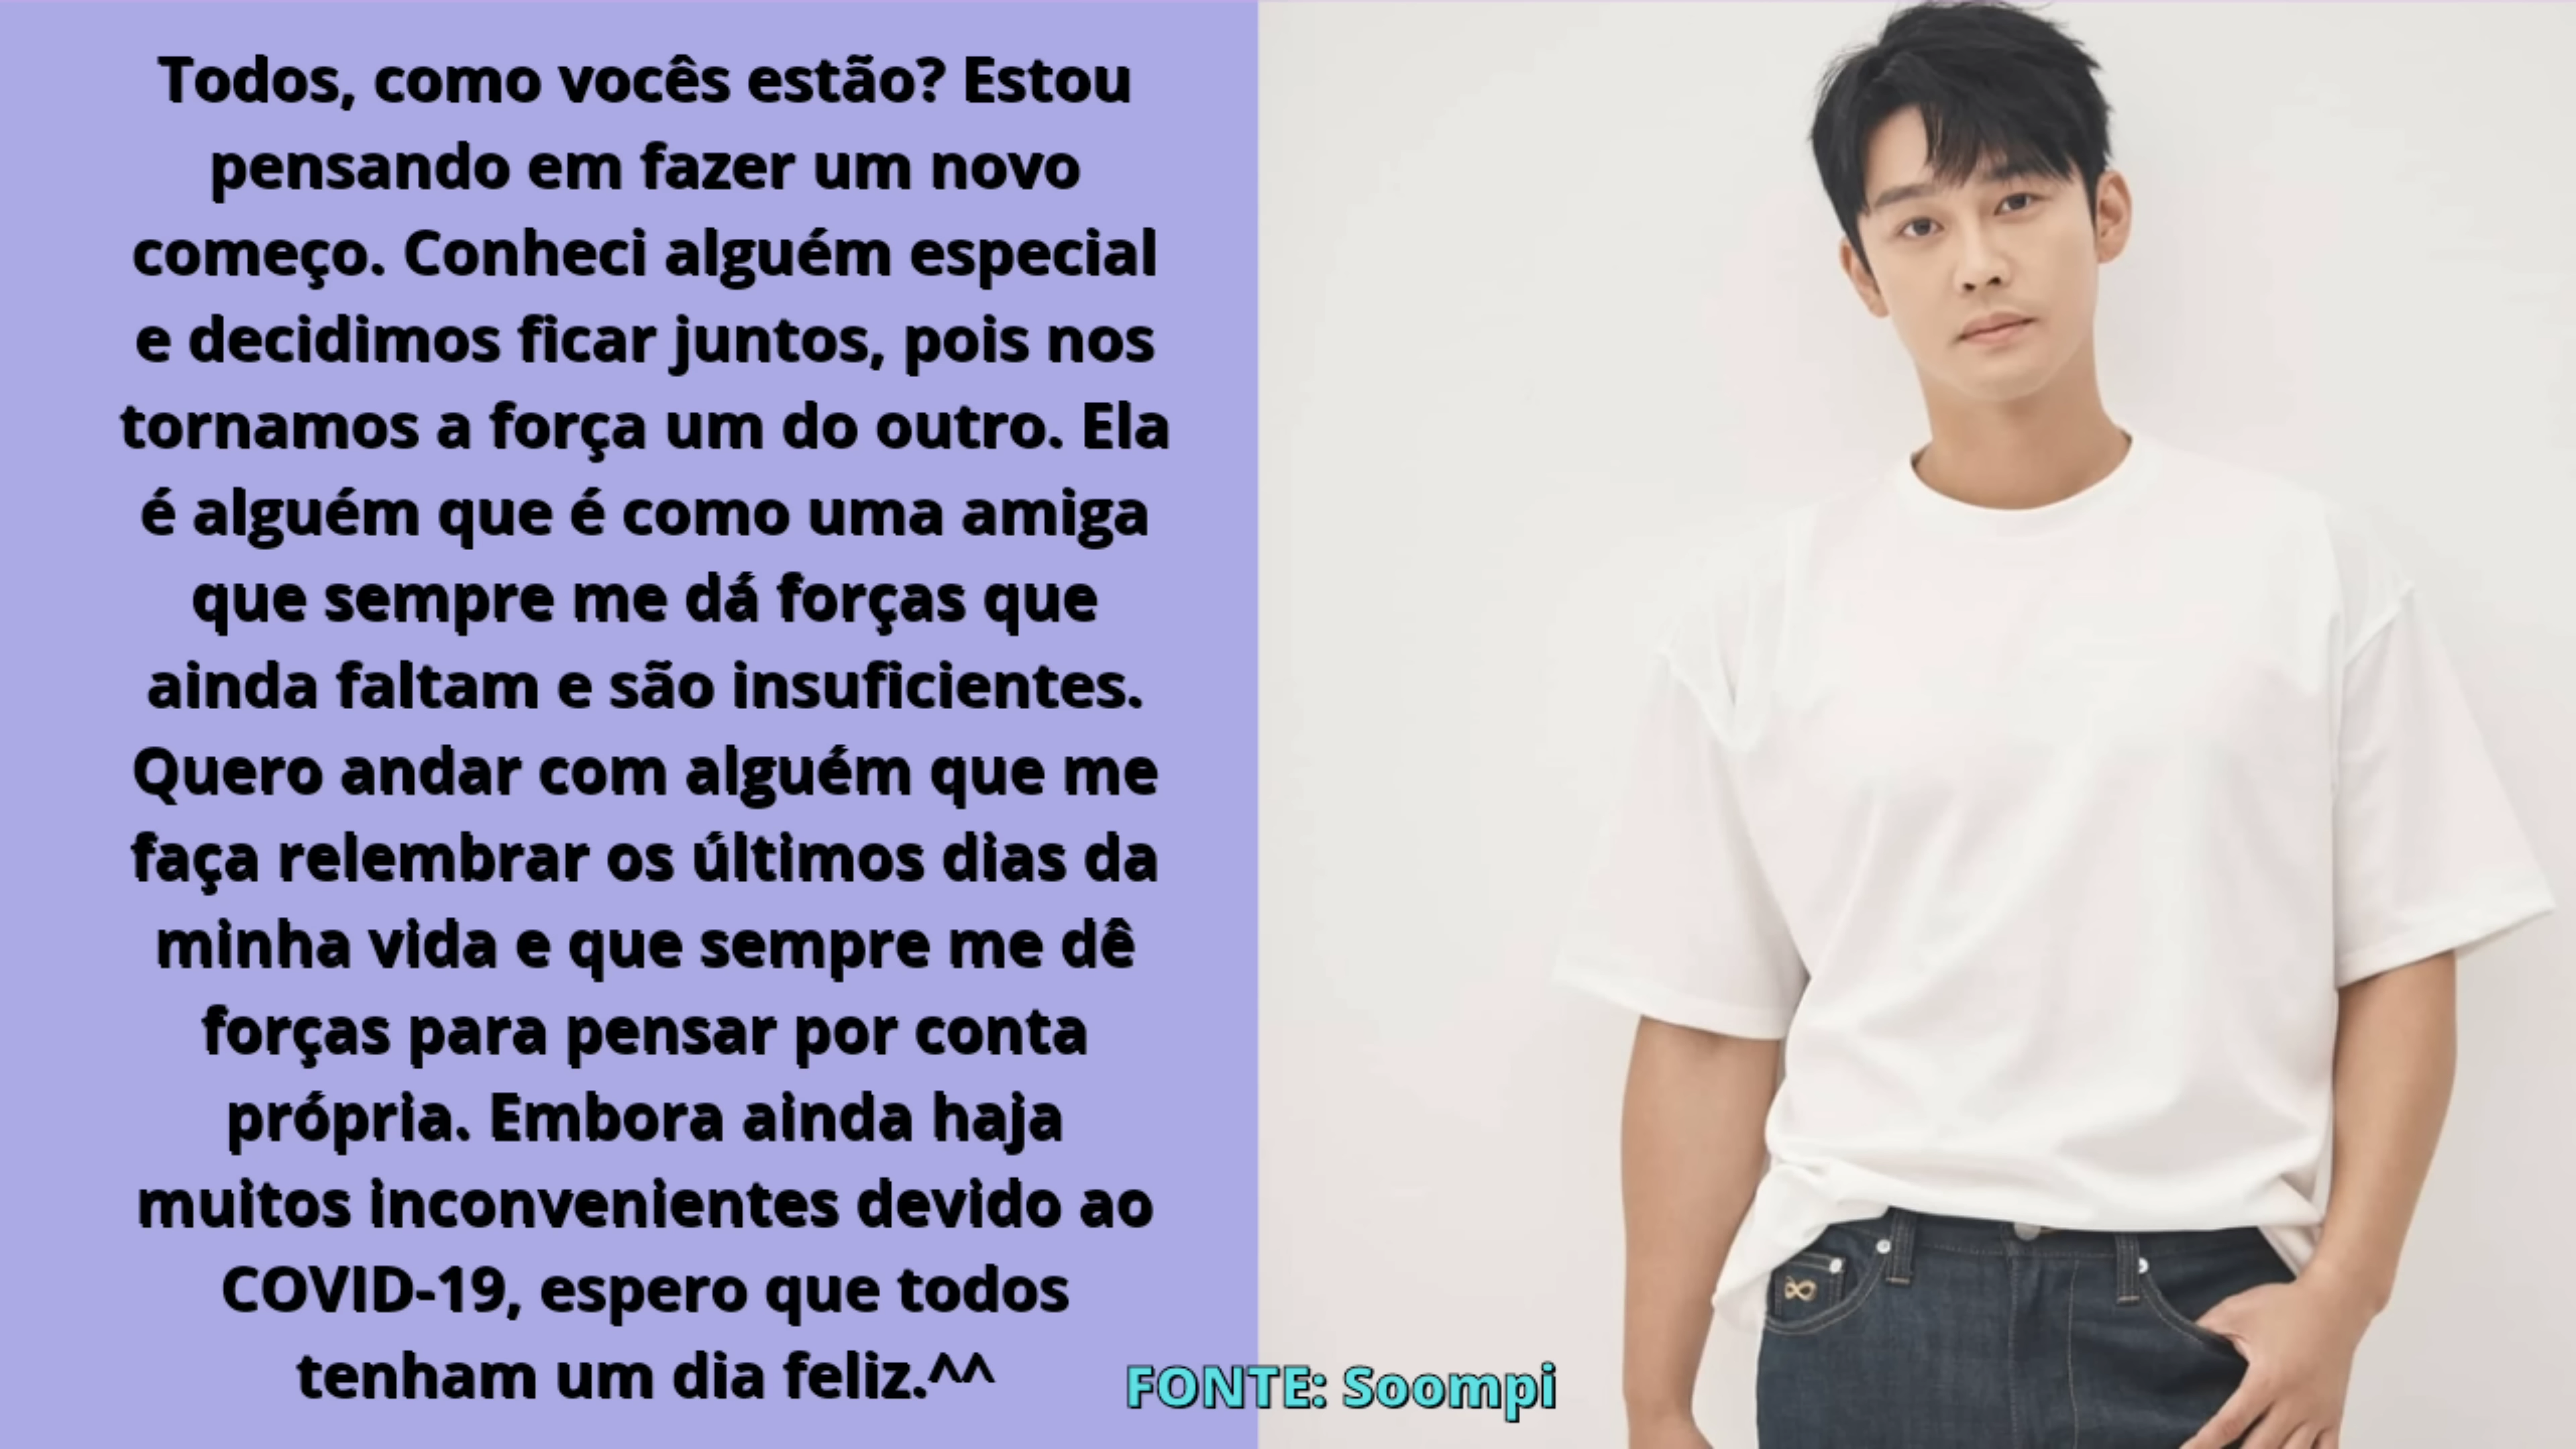 Todos, como vocês estão? Estou
pensando em fazer um novo
começo. Conheci alguém especial
e decidimos ficar juntos, pois nos
tornamos a força um do outro. Ela
é alguém que é como uma amiga
que sempre me dá forças que
ainda faltam e são insuficientes.
Quero andar com alguém que me
faça relembrar os últimos dias da
minha vida e que sempre me dê
forças para pensar por conta
própria. Embora ainda haja
muitos inconvenientes devido ao
COVID-19, espero que todos
tenham um dia feliz.^^
FONTE: Soompi